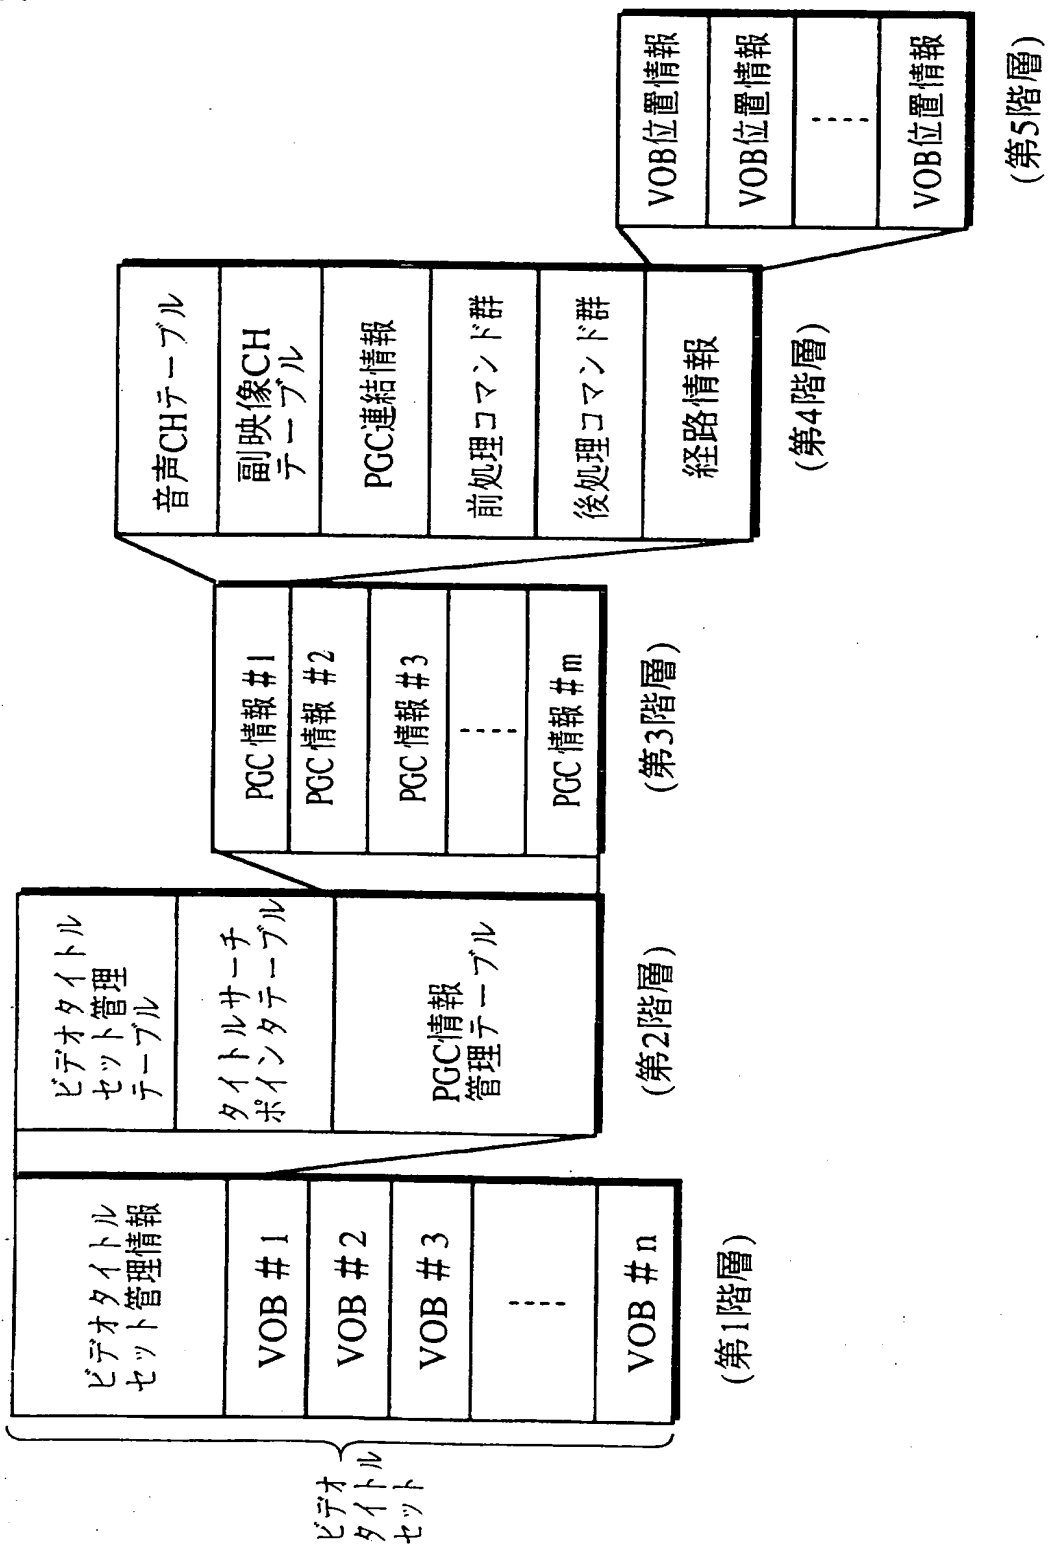 ビデオ
タイトル
セット
ビデオタイトル
セット管理情報
VOB #1
VOB #2
VOB #3
VOB #n
(第1階層)
ビデオタイトル
セット管理
テーブル
タイトルサーチ
ポインタテーブル
PGC情報
管理テーブル
(第2階層)
PGC情報 #1
PGC情報 #2
PGC情報 #3
PGC情報 #m
(第3階層)
音声CHテーブル
副映像CH
テーブル
PGC連結情報
前処理コマンド群
後処理コマンド群
経路情報
(第4階層)
VOB位置情報
VOB位置情報
VOB位置情報
(第5階層)